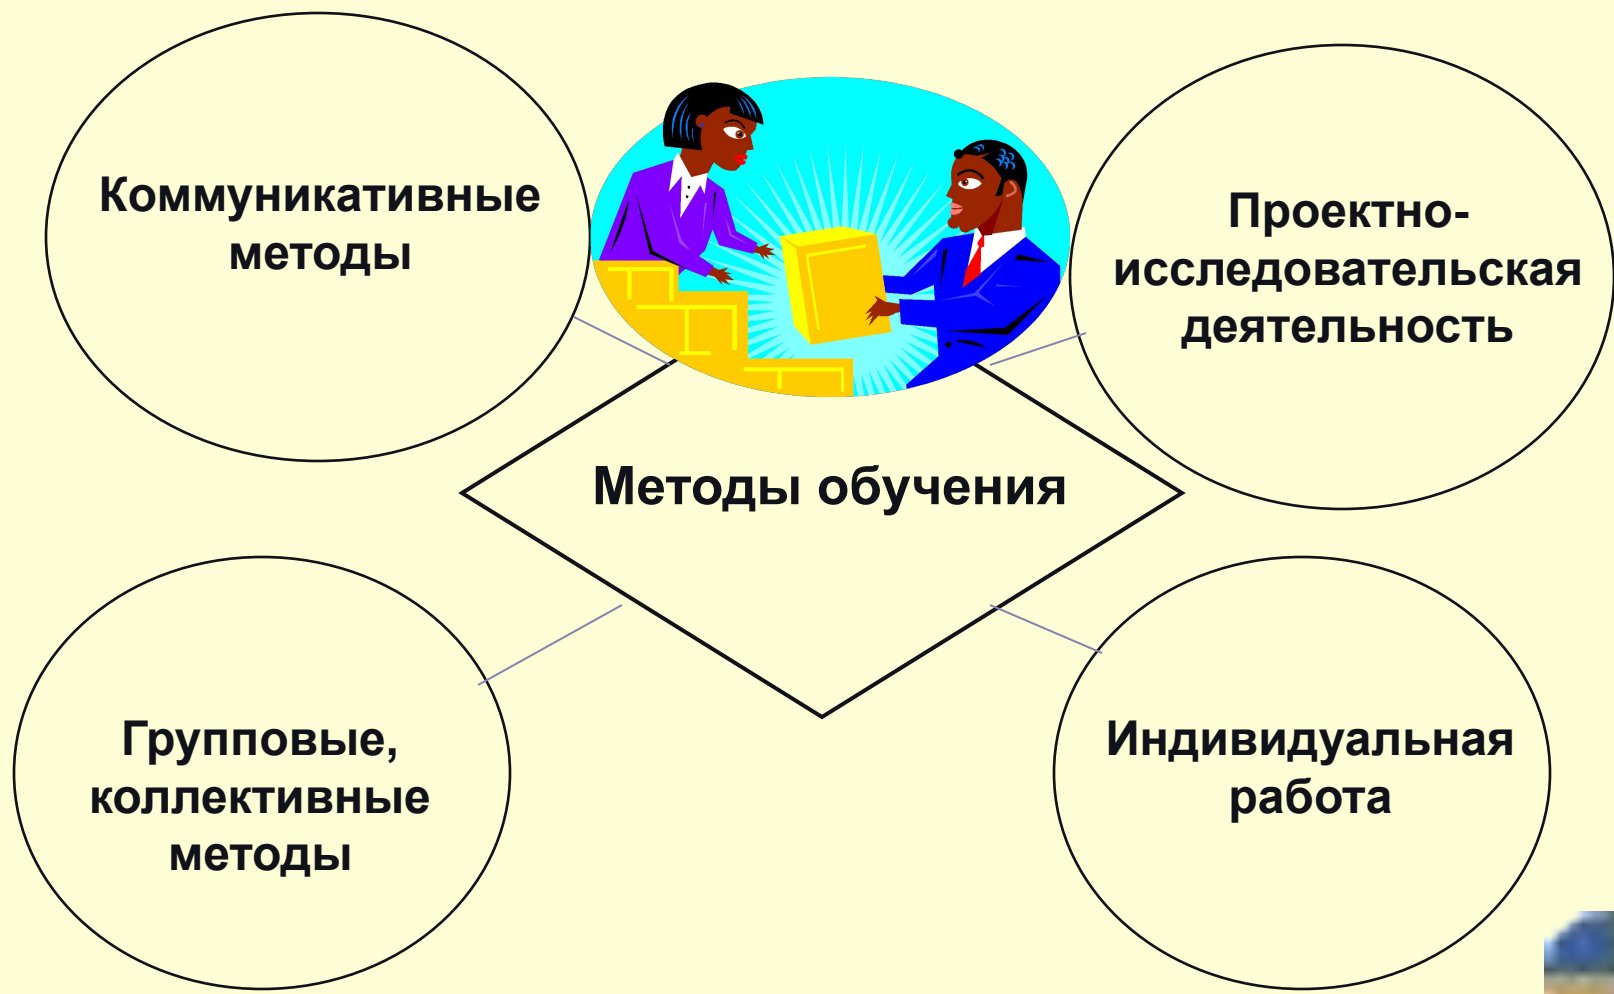 Коммуникативные
методы
Проектно-
исследовательская
деятельность
Методы обучения
Групповые,
коллективные
методы
Индивидуальная
работа